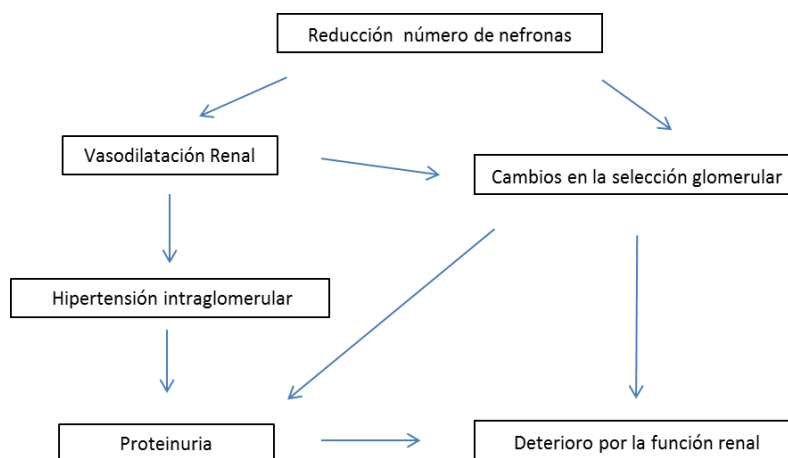 Reducción número de nefronas
Vasodilatación Renal
Cambios en la selección glomerular
Hipertensión intraglomerular
Proteinuria
Deterioro por la función renal